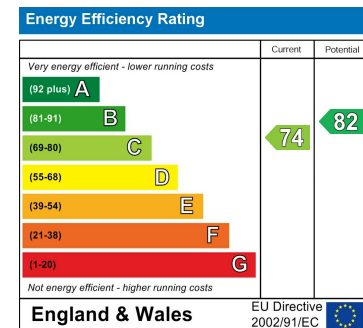 Energy Efficiency Rating
Current Potential
Very energy efficient - lower running costs
(92 plus) A
(81-91) B
(69-80) C
(55-68) D
(39-54) E
(21-38) F
(1-20) G
74
82
Not energy efficient - higher running costs
England & Wales
EU Directive
2002/91/EC